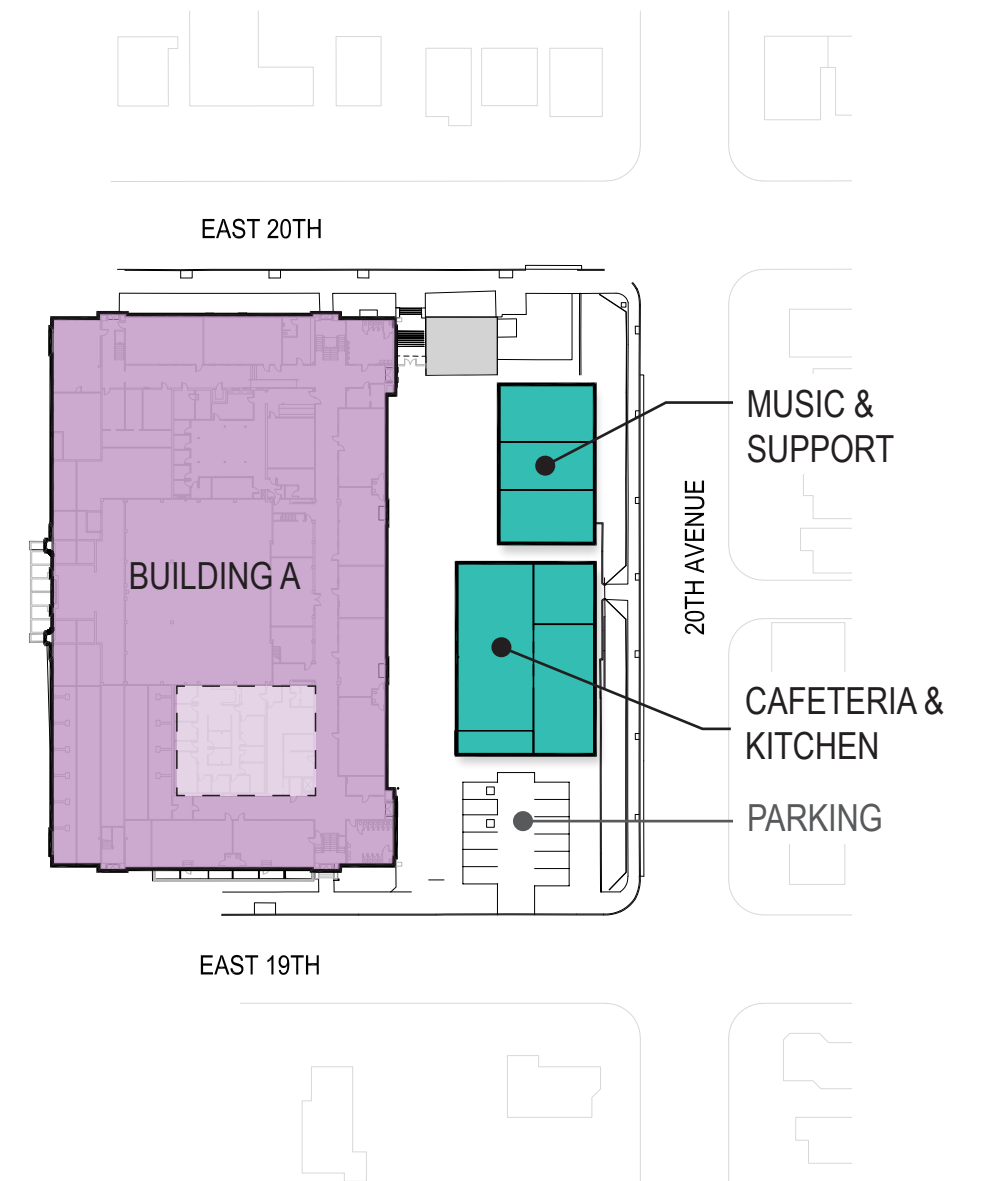 EAST 20TH
MUSIC &
SUPPORT
20TH AVENUE
BUILDING A
CAFETERIA &
KITCHEN
PARKING
EAST 19TH